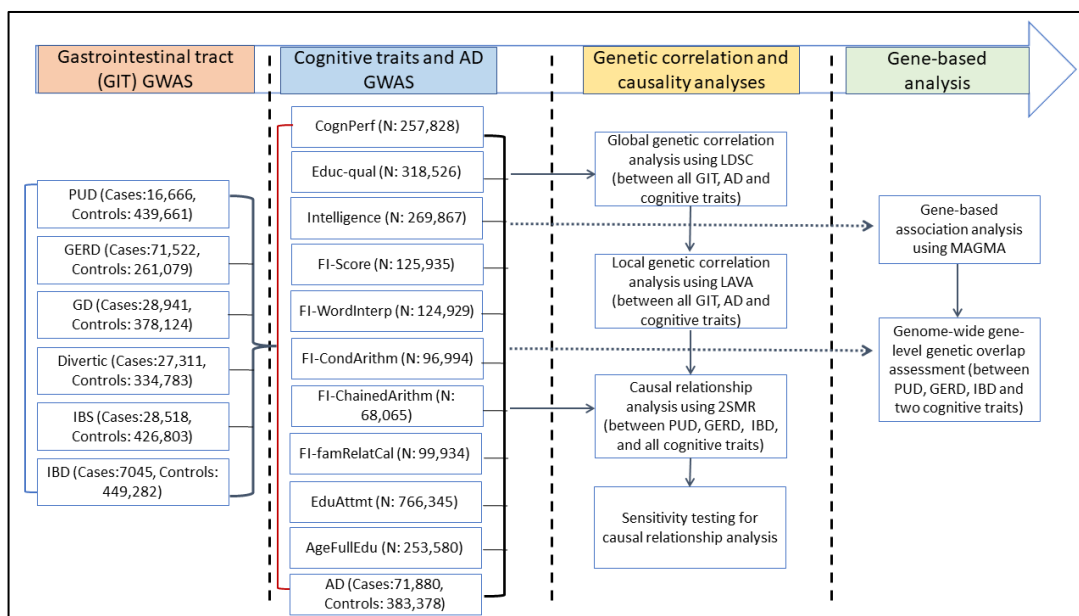 Gastrointestinal tract
(GIT) GWAS
Cognitive traits and AD
GWAS
Genetic correlation and
causality analyses
Gene-based
analysis
PUD (Cases:16,666,
Controls: 439,661)
GERD (Cases:71,522,
Controls: 261,079)
GD (Cases:28,941,
Controls: 378,124)
Divertic (Cases:27,311,
Controls: 334,783)
IBS (Cases:28,518,
Controls: 426,803)
IBD (Cases:7045, Controls:
449,282)
CognPerf (N: 257,828)
Educ-qual (N: 318,526)
Intelligence (N: 269,867)
FI-Score (N: 125,935)
FI-WordInterp (N: 124,929)
FI-CondArithm (N: 96,994)
FI-ChainedArithm (N:
68,065)
FI-famRelatCal (N: 99,934)
EduAttmt (N: 766,345)
AgeFullEdu (N: 253,580)
AD (Cases:71,880,
Controls: 383,378)
Global genetic correlation
analysis using LDSC
(between all GIT, AD and
cognitive traits)
Local genetic correlation
analysis using LAVA
(between all GIT, AD and
cognitive traits)
Causal relationship
analysis using 2SMR
(between PUD, GERD, IBD,
and all cognitive traits)
Sensitivity testing for
causal relationship analysis
Gene-based
association analysis
using MAGMA
Genome-wide gene-
level genetic overlap
assessment (between
PUD, GERD, IBD and
two cognitive traits)